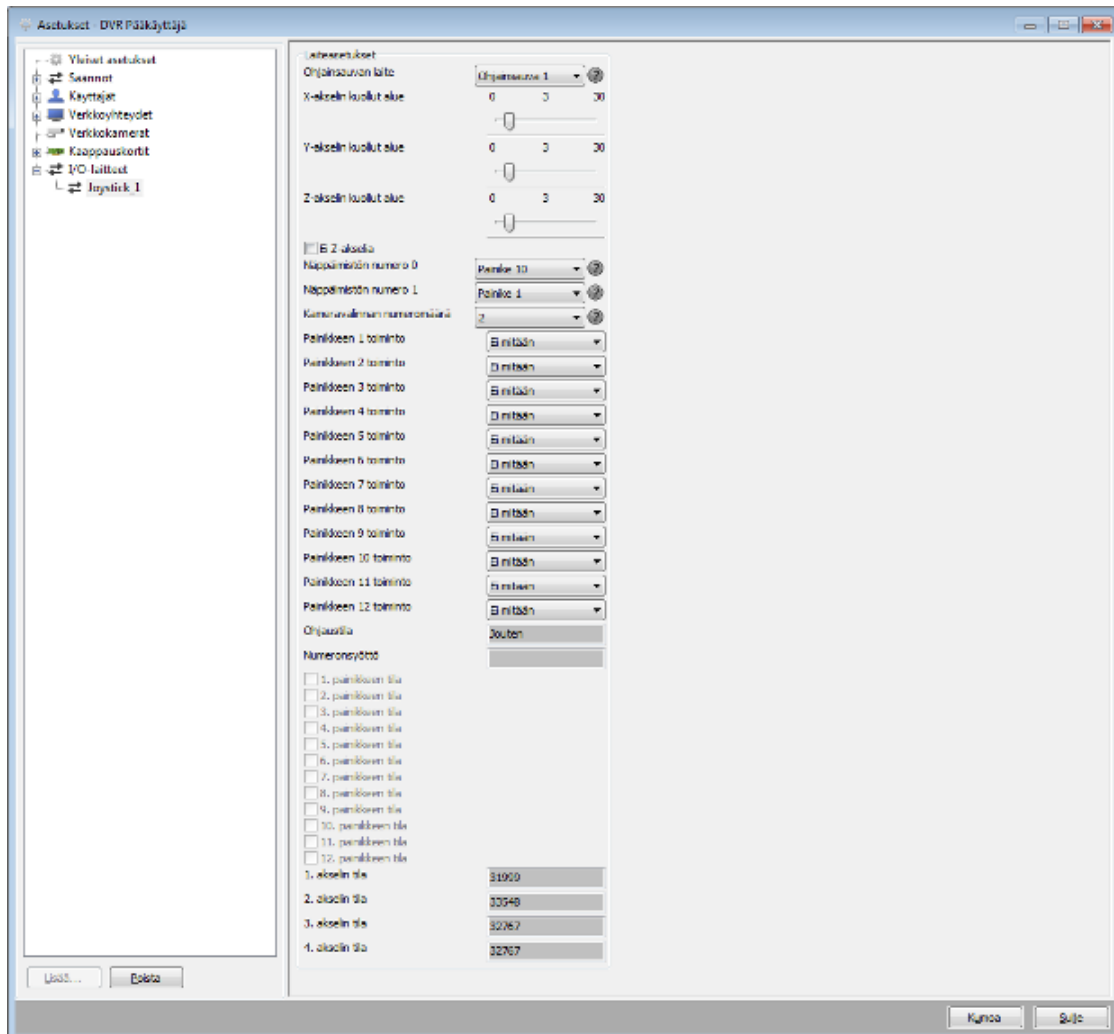 Asetukset - DVR Pääkäyttäjä
Yleiset asetukset
Säännöt
Käyttäjät
Verkkoyhteydet
Verkkokamerat
Kaappauskortit
I/O-laitteet
Joystick_1
Lisää...
Poista
Laiteasetukset
Ohjainsauvan laite Ohjainsauva 1
X-akselin kuollut alue 0 3 30
Y-akselin kuollut alue 0 3 30
Z-akselin kuollut alue 0 3 30
Ei Z-akselia
Näppäimistön numero 0 Painike 10
Näppäimistön numero 1 Painike 1
Kameravalinnan numeromäärä 2
Painikkeen 1 toiminto Ei mitään
Painikkeen 2 toiminto Ei mitään
Painikkeen 3 toiminto Ei mitään
Painikkeen 4 toiminto Ei mitään
Painikkeen 5 toiminto Ei mitään
Painikkeen 6 toiminto Ei mitään
Painikkeen 7 toiminto Ei mitään
Painikkeen 8 toiminto Ei mitään
Painikkeen 9 toiminto Ei mitään
Painikkeen 10 toiminto Ei mitään
Painikkeen 11 toiminto Ei mitään
Painikkeen 12 toiminto Ei mitään
Ohjaustila Jouten
Numeronsyöttö
1. painikkeen tila
2. painikkeen tila
3. painikkeen tila
4. painikkeen tila
5. painikkeen tila
6. painikkeen tila
7. painikkeen tila
8. painikkeen tila
9. painikkeen tila
10. painikkeen tila
11. painikkeen tila
12. painikkeen tila
1. akselin tila
2. akselin tila
3. akselin tila 32767
4. akselin tila 32767
Kumoa
Sulje